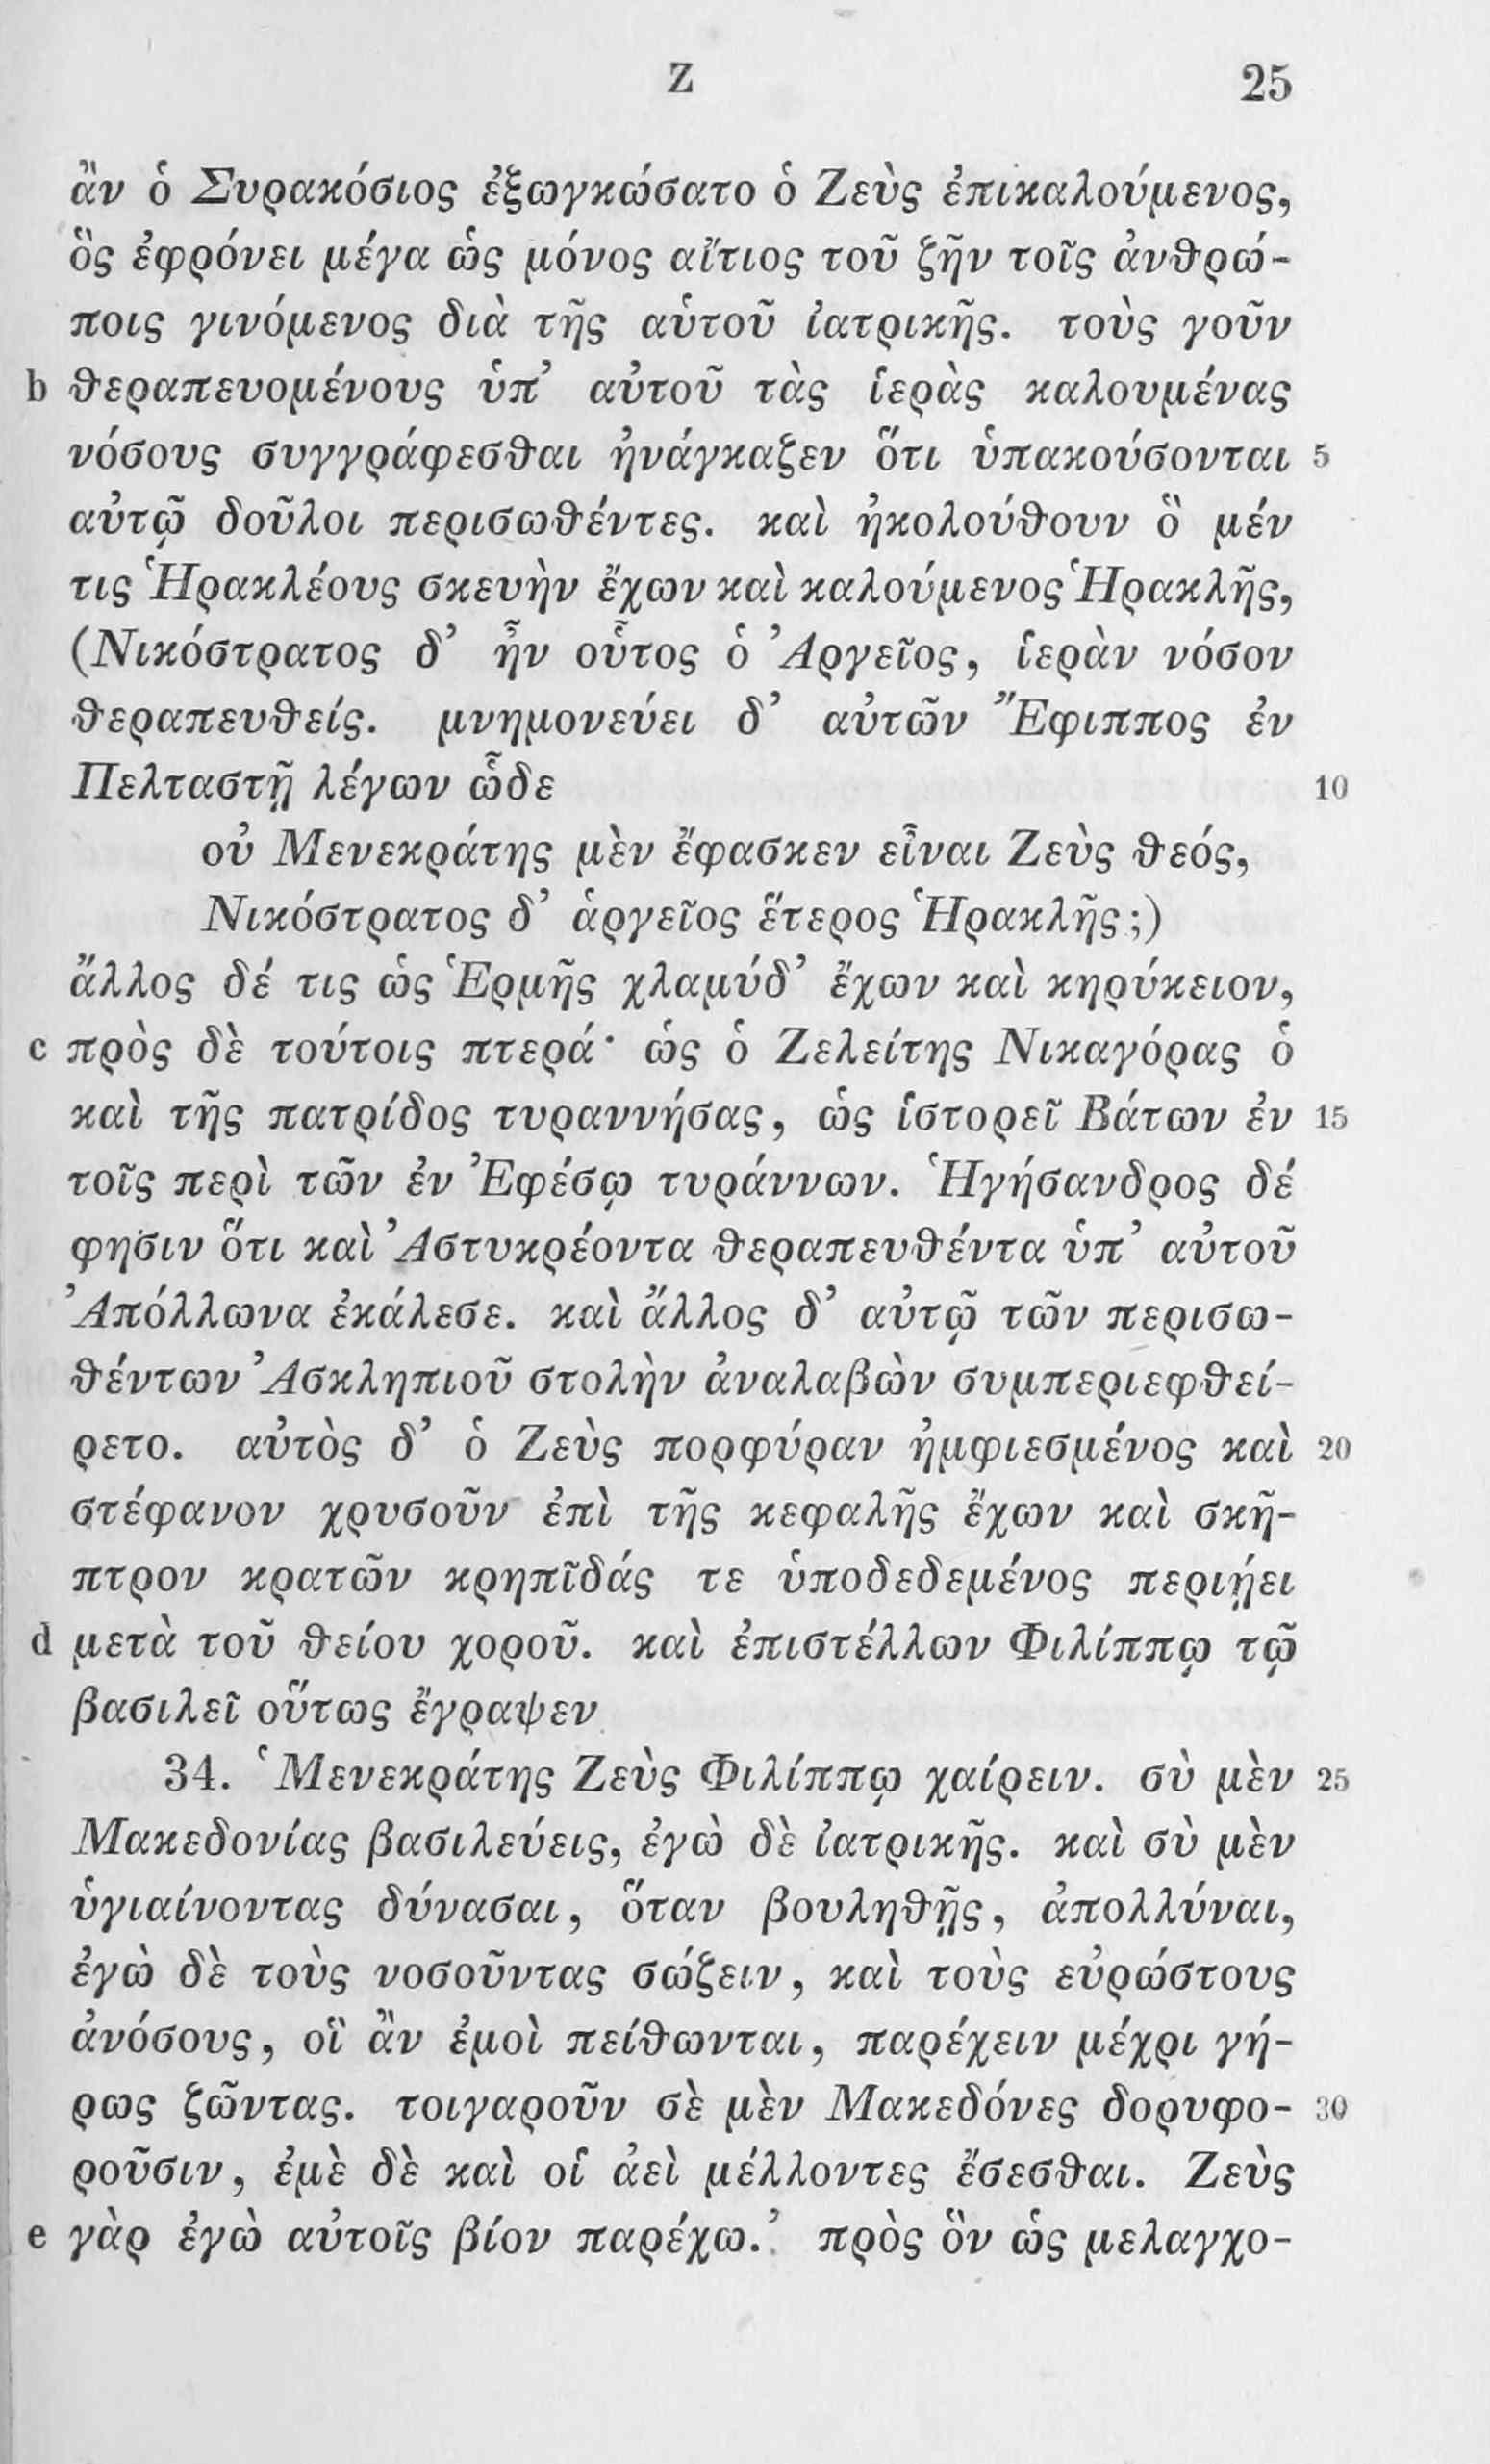 Z 25
ἂν ὁ Συρακόσιος ἐξωγκώσατο ὁ Ζεὺς ἐπικαλούμενος,
ὃς ἐφρόνει μέγα ὡς μόνος αἴτιος τοῦ ζῆν τοῖς ἀνθρώ-
ποις γινόμενος διὰ τῆς αὑτοῦ ἰατρικῆς. τοὺς γοῦν
b θεραπευομένους ὑπ’ αὐτοῦ τὰς ἱερὰς καλουμένας
νόσους συγγράφεσθαι ἠνάγκαζεν ὅτι ὑπακούσονται 5
αὐτῷ δοῦλοι περισωθέντες. καὶ ἠκολούθουν ὃ μέν
τις Ἡρακλέους σκευὴν ἔχων καὶ καλούμενος Ἡρακλῆς,
(Νικόστρατος δ’ ἦν οὗτος ὁ Ἀργεῖος, ἱερὰν νόσον
θεραπευθείς. μνημονεύει δ’ αὐτῶν Ἔφιππος ἐν
Πελταστῇ λέγων ὧδε 10
οὐ Μενεκράτης μὲν ἔφασκεν εἶναι Ζεὺς θεός,
Νικόστρατος δ’ ἁργεῖος ἕτερος Ἡρακλῆς;)
ἄλλος δέ τις ὡς Ἑρμῆς χλαμύδ’ ἔχων καὶ κηρύκειον,
c πρὸς δὲ τούτοις πτερά· ὡς ὁ Ζελείτης Νικαγόρας ὁ
καὶ τῆς πατρίδος τυραννήσας, ὡς ἱστορεῖ Βάτων ἐν 15
τοῖς περὶ τῶν ἐν Ἐφέσῳ τυράννων. Ἡγήσανδρος δέ
φησιν ὅτι καὶ Ἀστυκρέοντα θεραπευθέντα ὑπ’ αὐτοῦ
Ἀπόλλωνα ἐκάλεσε. καὶ ἄλλος δ’ αὐτῷ τῶν περισω-
θέντων Ἀσκληπιοῦ στολὴν ἀναλαβὼν συμπεριεφθεί-
ρετο. αὐτὸς δ’ ὁ Ζεὺς πορφύραν ἠμφιεσμένος καὶ 20
στέφανον χρυσοῦν ἐπὶ τῆς κεφαλῆς ἔχων καὶ σκῆ-
πτρον κρατῶν κρηπῖδάς τε ὑποδεδεμένος περιῄει
d μετὰ τοῦ θείου χοροῦ. καὶ ἐπιστέλλων Φιλίππῳ τῷ
βασιλεῖ οὕτως ἔγραψεν
34. ‘Μενεκράτης Ζεὺς Φιλίππῳ χαίρειν. σὺ μὲν 25
Μακεδονίας βασιλεύεις, ἐγὼ δὲ ἰατρικῆς. καὶ σὺ μὲν
ὑγιαίνοντας δύνασαι, ὅταν βουληθῇς, ἀπολλύναι,
ἐγὼ δὲ τοὺς νοσοῦντας σώζειν, καὶ τοὺς εὐρώστους
ἀνόσους, οἳ ἂν ἐμοὶ πείθωνται, παρέχειν μέχρι γή-
ρως ζῶντας. τοιγαροῦν σὲ μὲν Μακεδόνες δορυφο- 30
ροῦσιν, ἐμὲ δὲ καὶ οἱ ἀεὶ μέλλοντες ἔσεσθαι. Ζεὺς
e γὰρ ἐγὼ αὐτοῖς βίον παρέχω.’ πρὸς ὃν ὡς μελαγχο-